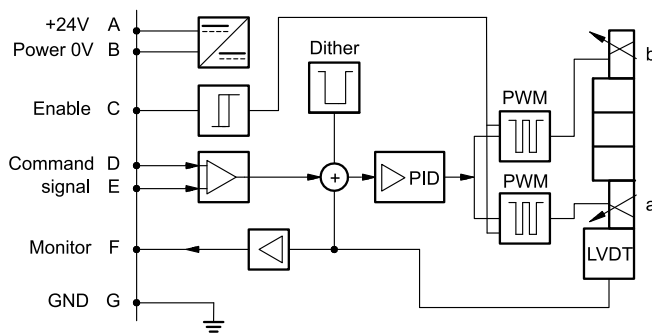 +24V A
Power 0V B
Dither
b
Enable C
PWM
Command D
signal E
+
PID
PWM
a
Monitor F
LVDT
GND G